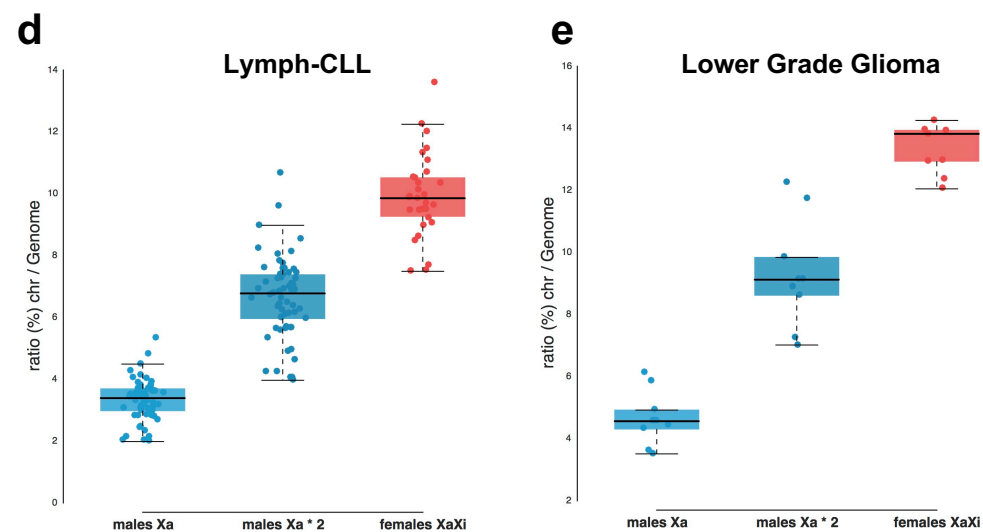 d
Lymph-CLL
ratio (%) chr / Genome
14
12
10
8
6
4
2
0
males Xa
males Xa * 2
females XaXi
e
Lower Grade Glioma
ratio (%) chr / Genome
16
14
12
10
8
6
4
2
males Xa
males Xa * 2
females XaXi